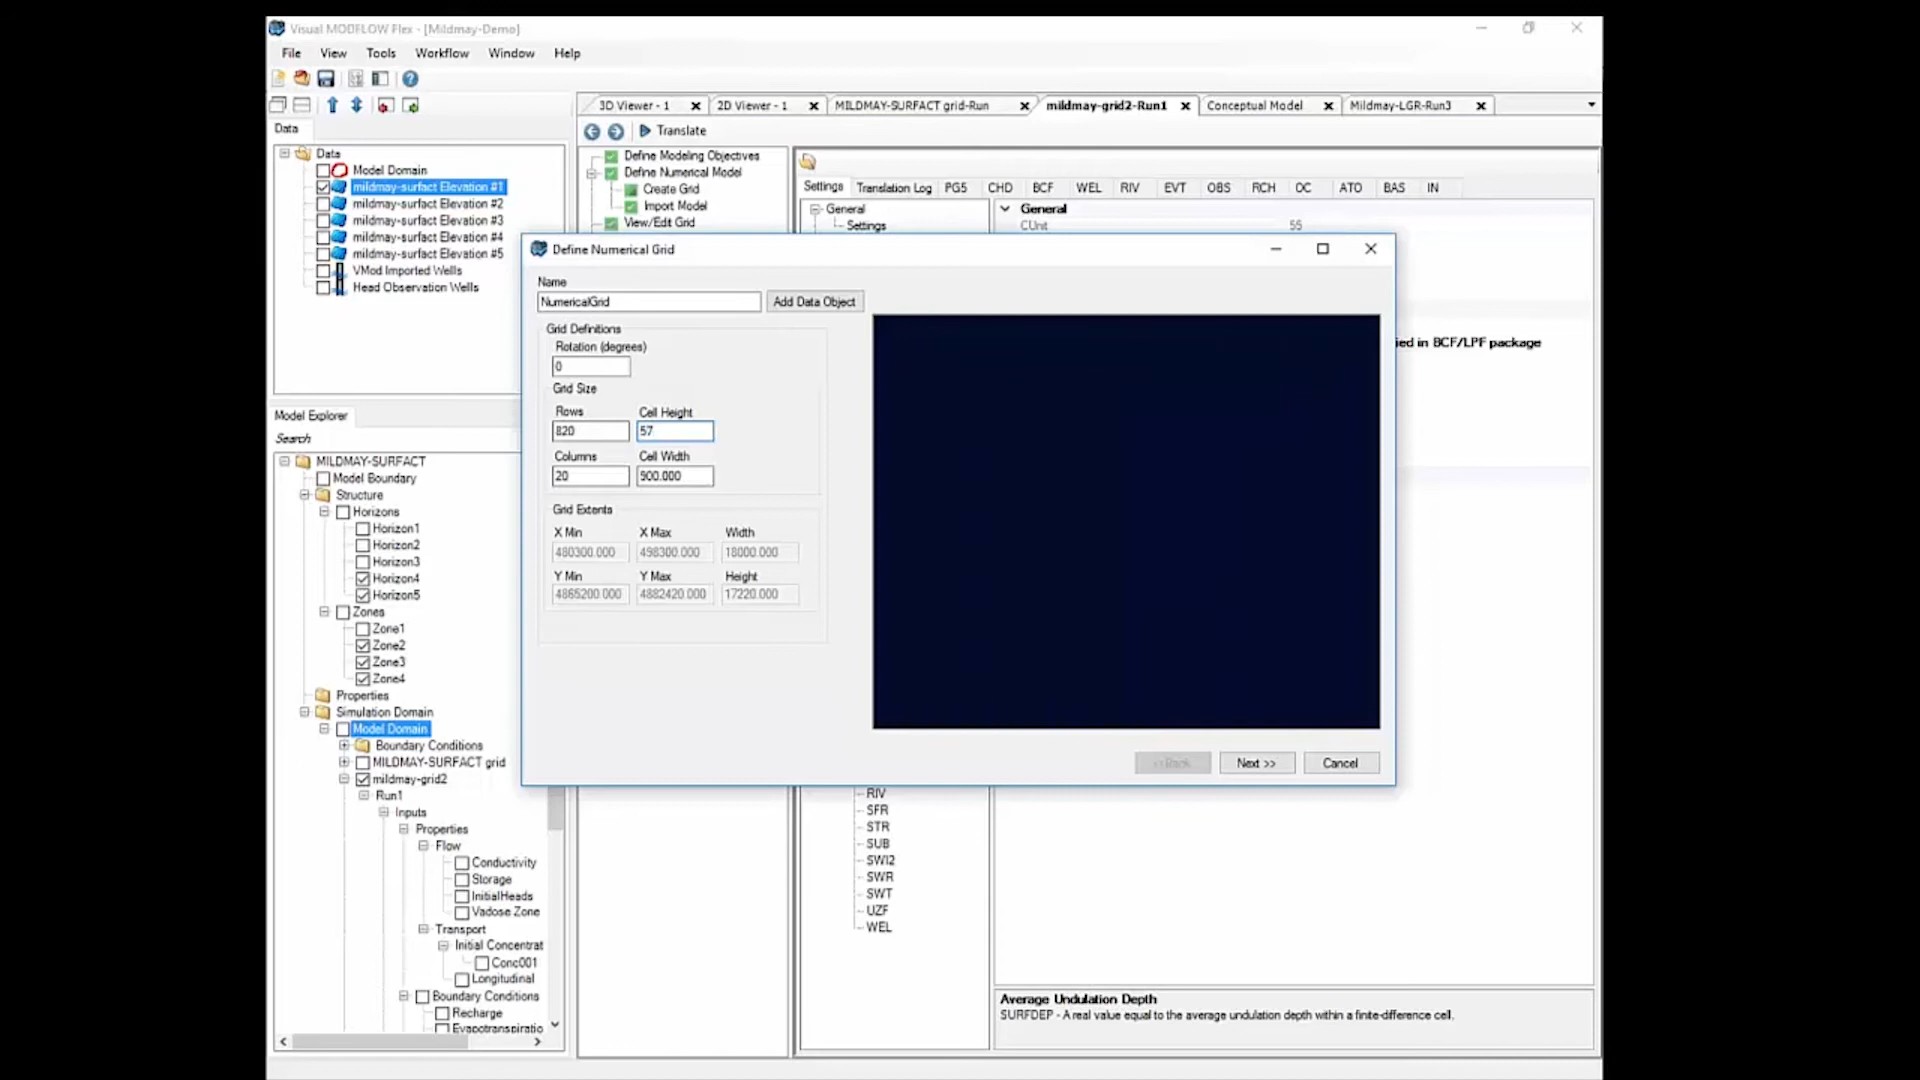 Visual MODFLOW Flex - [Mildmay-Demo]
File View Tools Workflow Window Help
Data
3D Viewer - 1
2D Viewer - 1
MILDMAY-SURFACT grid-Run
mildmay-grid2-Run1
Conceptual Model
Mildmay-LGR-Run3
Translate
Data
Model Domain
mildmay-surfact Elevation #1
mildmay-surfact Elevation #2
mildmay-surfact Elevation #3
mildmay-surfact Elevation #4
mildmay-surfact Elevation #5
VMod Imported Wells
Head Observation Wells
Define Modeling Objectives
Define Numerical Model
Create Grid
Import Model
View/Edit Grid
Settings Translation Log PG5 CHD BCF WEL RIV EVT OBS RCH OC ATO BAS IN
General
Settings
General
CUnt 55
ied in BCF/LPF package
Define Numerical Grid
Name
NumericalGrid
Add Data Object
Grid Definitions
Rotation (degrees)
0
Grid Size
Rows Cell Height
820 57
Columns Cell Width
20 900.000
Grid Extents
X Min X Max Width
480300.000 498300.000 18000.000
Y Min Y Max Height
4865200.000 4882420.000 17220.000
<<Back Next >> Cancel
Model Explorer
Search
MILDMAY-SURFACT
Model Boundary
Structure
Horizons
Horizon1
Horizon2
Horizon3
Horizon4
Horizon5
Zones
Zone1
Zone2
Zone3
Zone4
Properties
Simulation Domain
Model Domain
Boundary Conditions
MILDMAY-SURFACT grid
mildmay-grid2
Run1
Inputs
Properties
Flow
Conductivity
Storage
InitialHeads
Vadose Zone
Transport
Initial Concentrat
Conc001
Longitudinal
Boundary Conditions
Recharge
Evapotranspiratio
RIV
SFR
STR
SUB
SWI2
SWR
SWT
UZF
WEL
Average Undulation Depth
SURFDEP - A real value equal to the average undulation depth within a finite-difference cell.